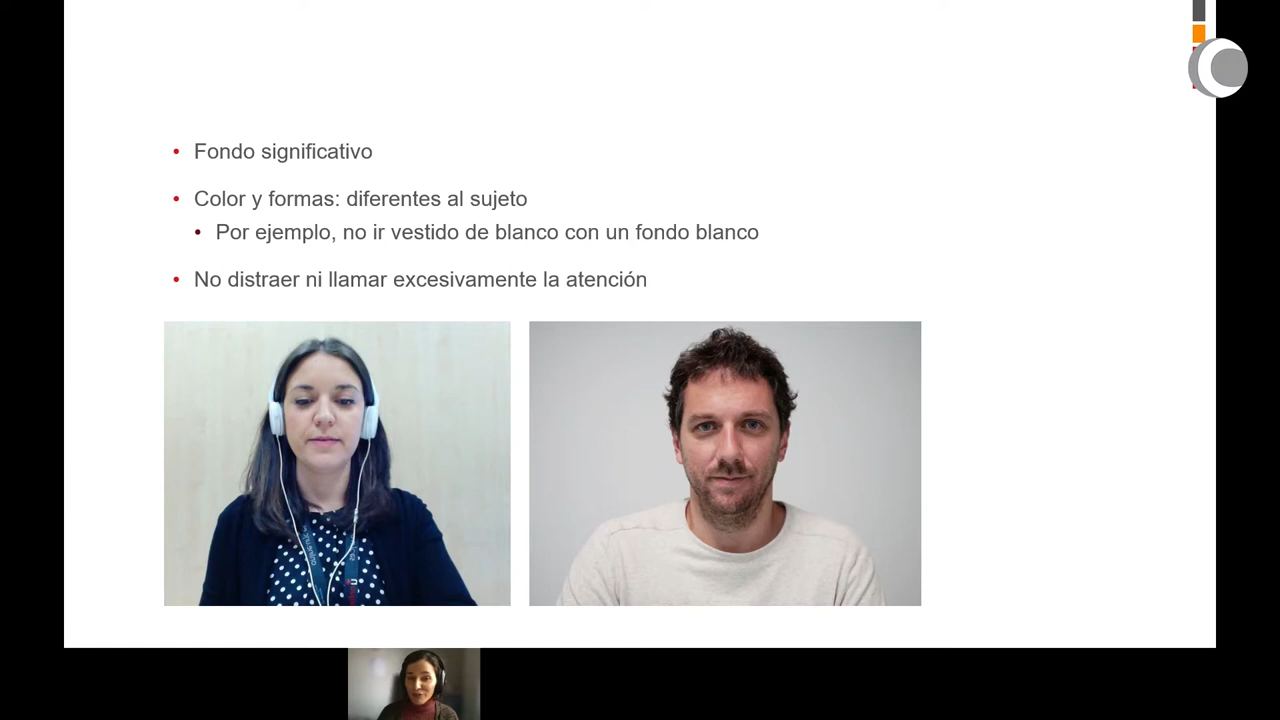 Fondo significativo
Color y formas: diferentes al sujeto
Por ejemplo, no ir vestido de blanco con un fondo blanco
No distraer ni llamar excesivamente la atención